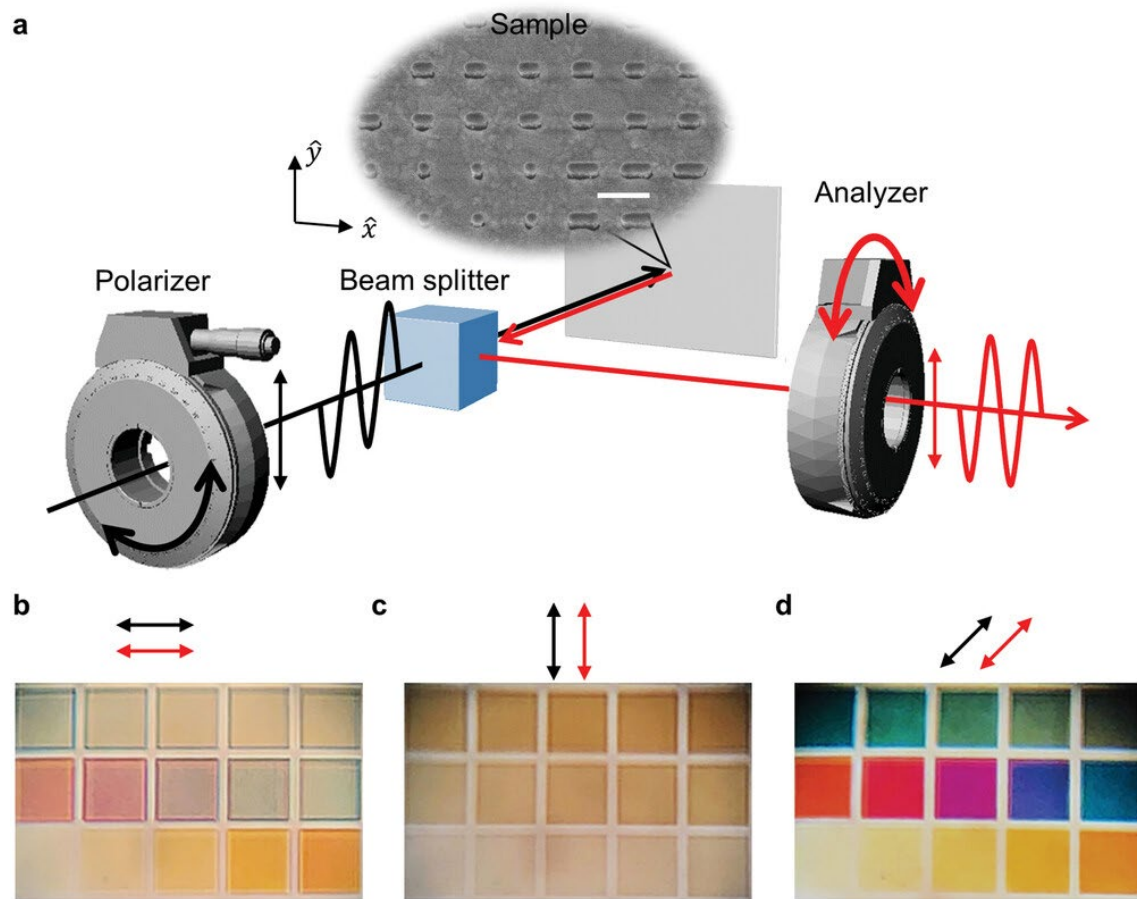 a
Sample
ŷ
x̂
Analyzer
Polarizer
Beam splitter
b
c
d